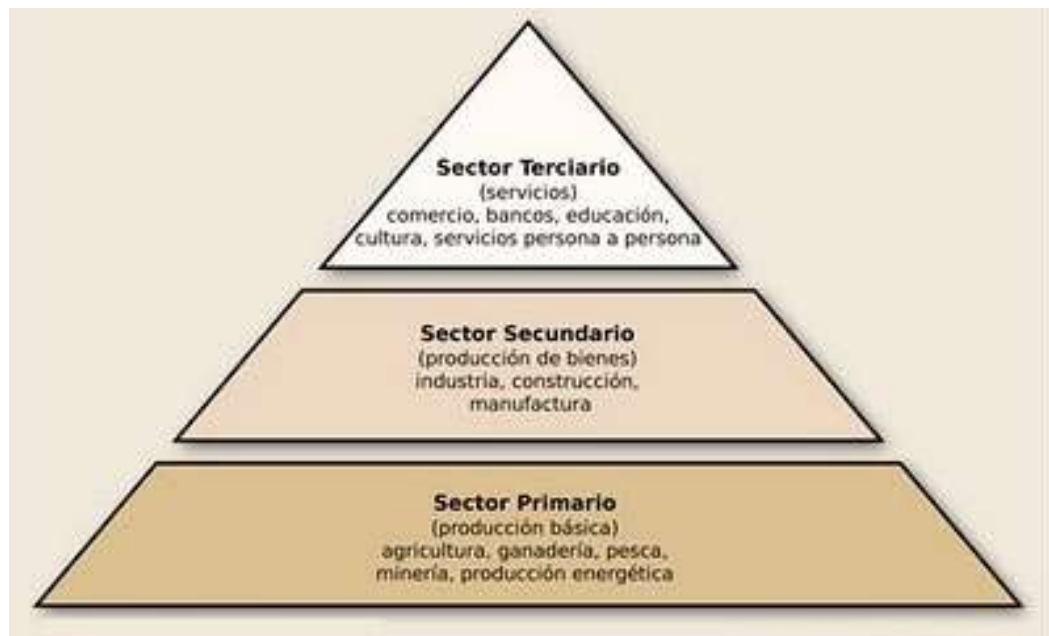 Sector Terciario
(servicios)
comercio, bancos, educación,
cultura, servicios persona a persona
Sector Secundario
(producción de bienes)
industria, construcción,
manufactura
Sector Primario
(producción básica)
agricultura, ganadería, pesca,
minería, producción energética